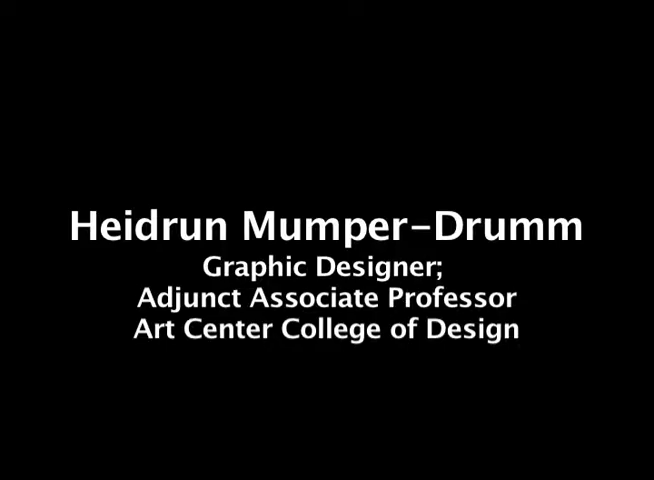 Heidrun Mumper-Drumm
Graphic Designer;
Adjunct Associate Professor
Art Center College of Design